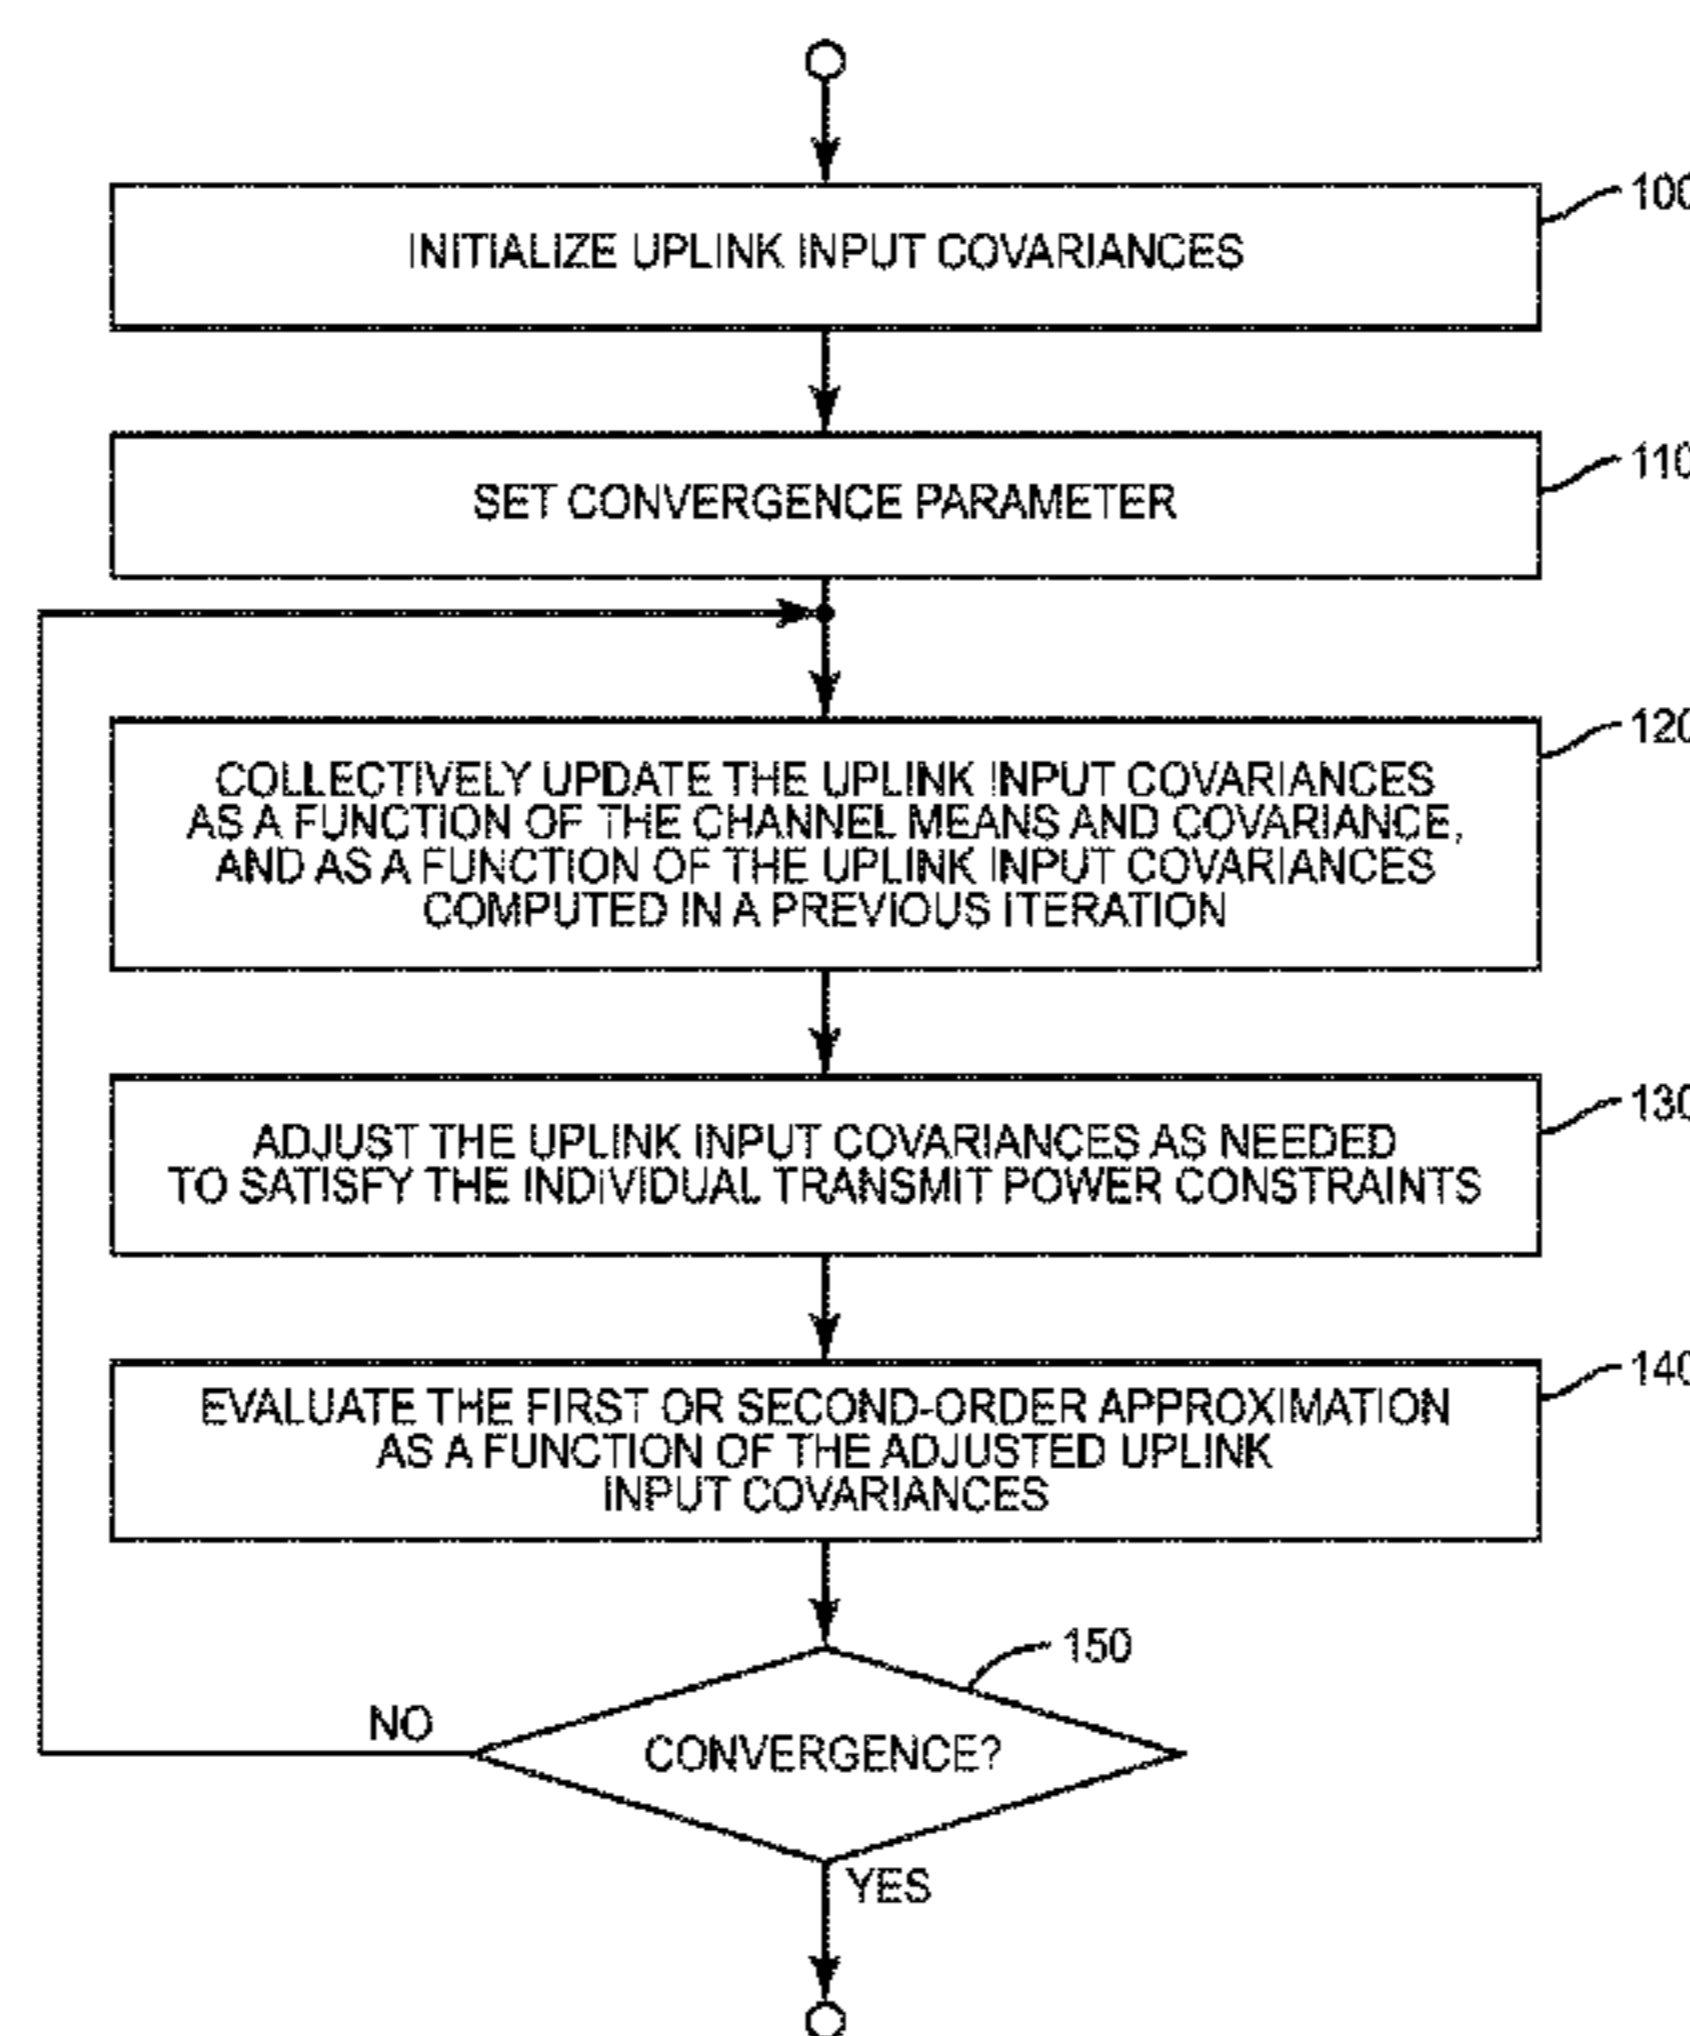 100
INITIALIZE UPLINK INPUT COVARIANCES
110
SET CONVERGENCE PARAMETER
120
COLLECTIVELY UPDATE THE UPLINK INPUT COVARIANCES
AS A FUNCTION OF THE CHANNEL MEANS AND COVARIANCE,
AND AS A FUNCTION OF THE UPLINK INPUT COVARIANCES
COMPUTED IN A PREVIOUS ITERATION
130
ADJUST THE UPLINK INPUT COVARIANCES AS NEEDED
TO SATISFY THE INDIVIDUAL TRANSMIT POWER CONSTRAINTS
140
EVALUATE THE FIRST OR SECOND-ORDER APPROXIMATION
AS A FUNCTION OF THE ADJUSTED UPLINK
INPUT COVARIANCES
150
NO
CONVERGENCE?
YES